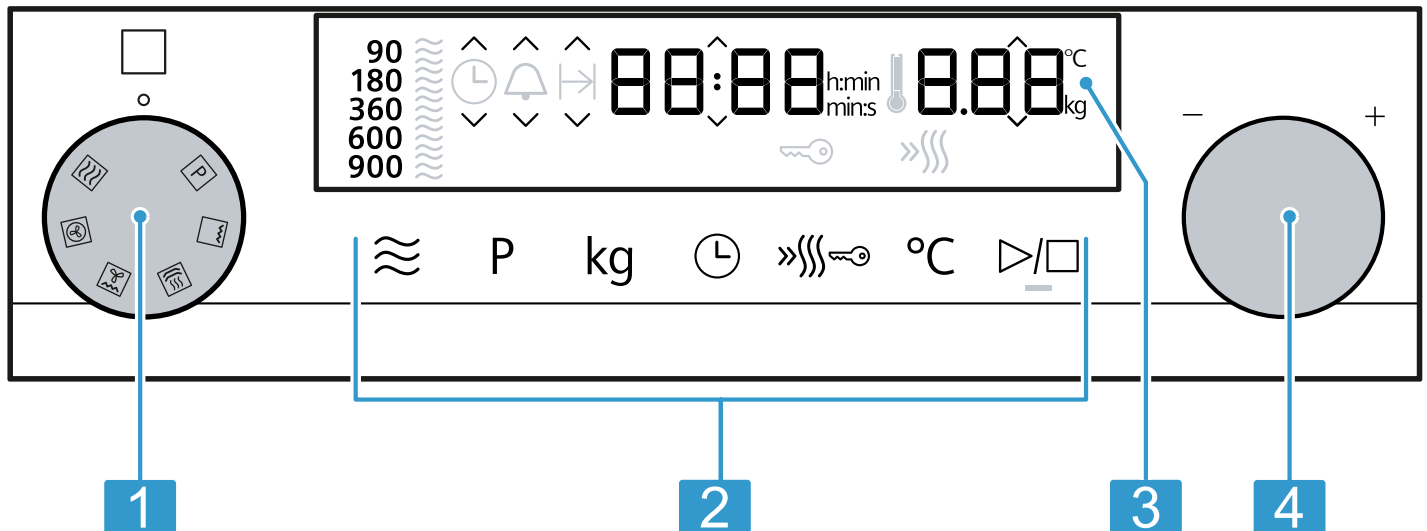 90
180
360
600
900
88:88
h:min
min:s
8.88
°C
kg
− +
P
P kg °C
/
1 2 3 4